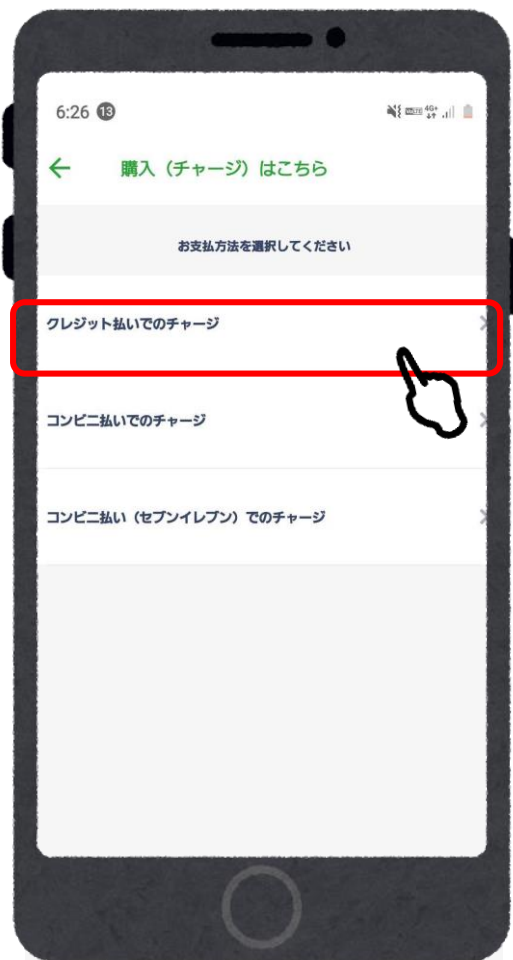 6:26 13
4G+
購入（チャージ）はこちら
お支払方法を選択してください
クレジット払いでのチャージ
コンビニ払いでのチャージ
コンビニ払い（セブンイレブン）でのチャージ